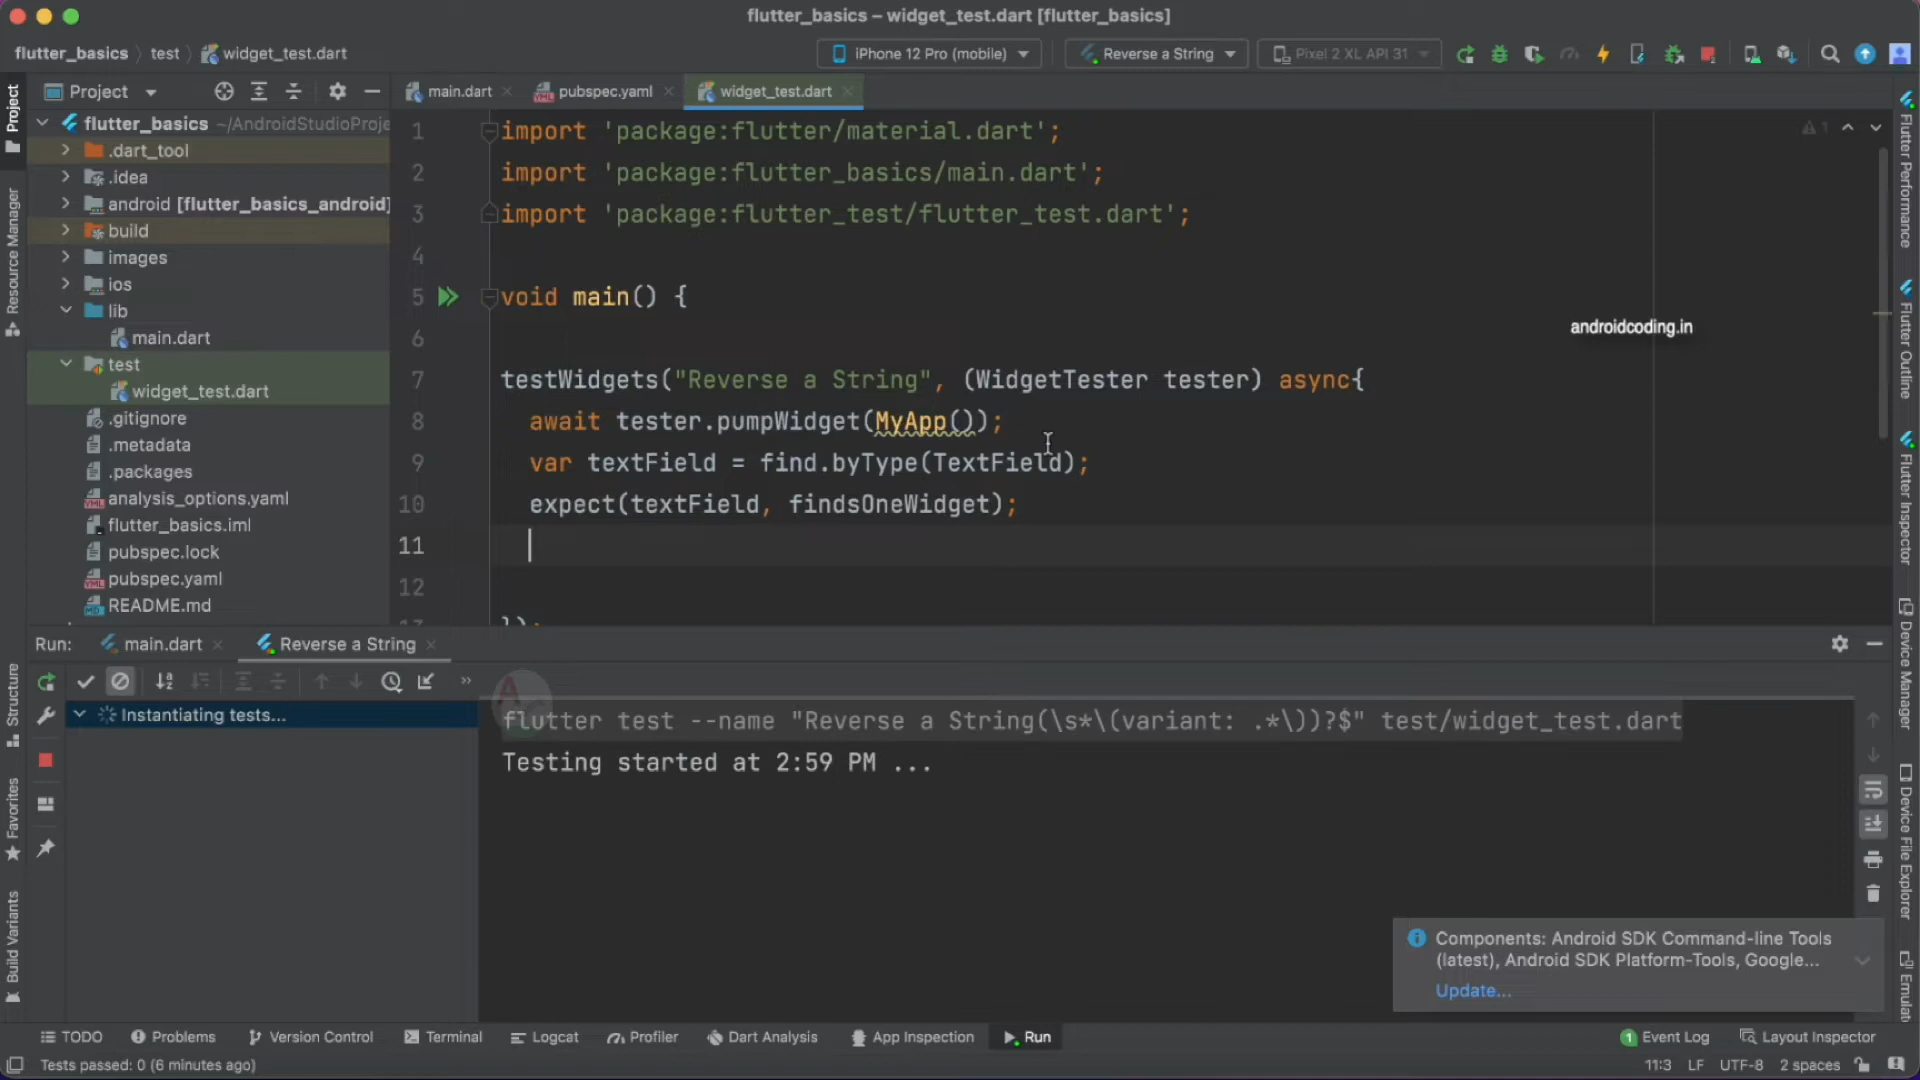 flutter_basics – widget_test.dart [flutter_basics]
flutter_basics
test
widget_test.dart
iPhone 12 Pro (mobile)
Reverse a String
Pixel 2 XL API 31
Project
main.dart
pubspec.yaml
widget_test.dart
Project
Resource Manager
Structure
Favorites
Build Variants
flutter_basics ~/AndroidStudioProje
.dart_tool
.idea
android [flutter_basics_android]
build
images
ios
lib
main.dart
test
widget_test.dart
.gitignore
.metadata
.packages
analysis_options.yaml
flutter_basics.iml
pubspec.lock
pubspec.yaml
README.md
1 import 'package:flutter/material.dart';
2 import 'package:flutter_basics/main.dart';
3 import 'package:flutter_test/flutter_test.dart';
4
5 void main() {
6
7 testWidgets("Reverse a String", (WidgetTester tester) async{
8 await tester.pumpWidget(MyApp());
9 var textField = find.byType(TextField);
10 expect(textField, findsOneWidget);
11
12
});
1
androidcoding.in
Flutter Performance
Flutter Outline
Flutter Inspector
Device Manager
Device File Explorer
Emulat
Run:
main.dart
Reverse a String
Instantiating tests...
flutter test --name "Reverse a String(\s*\(variant: .*\))?$" test/widget_test.dart
Testing started at 2:59 PM ...
Components: Android SDK Command-line Tools
(latest), Android SDK Platform-Tools, Google...
Update...
TODO
Problems
Version Control
Terminal
Logcat
Profiler
Dart Analysis
App Inspection
Run
1 Event Log
Layout Inspector
Tests passed: 0 (6 minutes ago)
11:3
LF
UTF-8
2 spaces